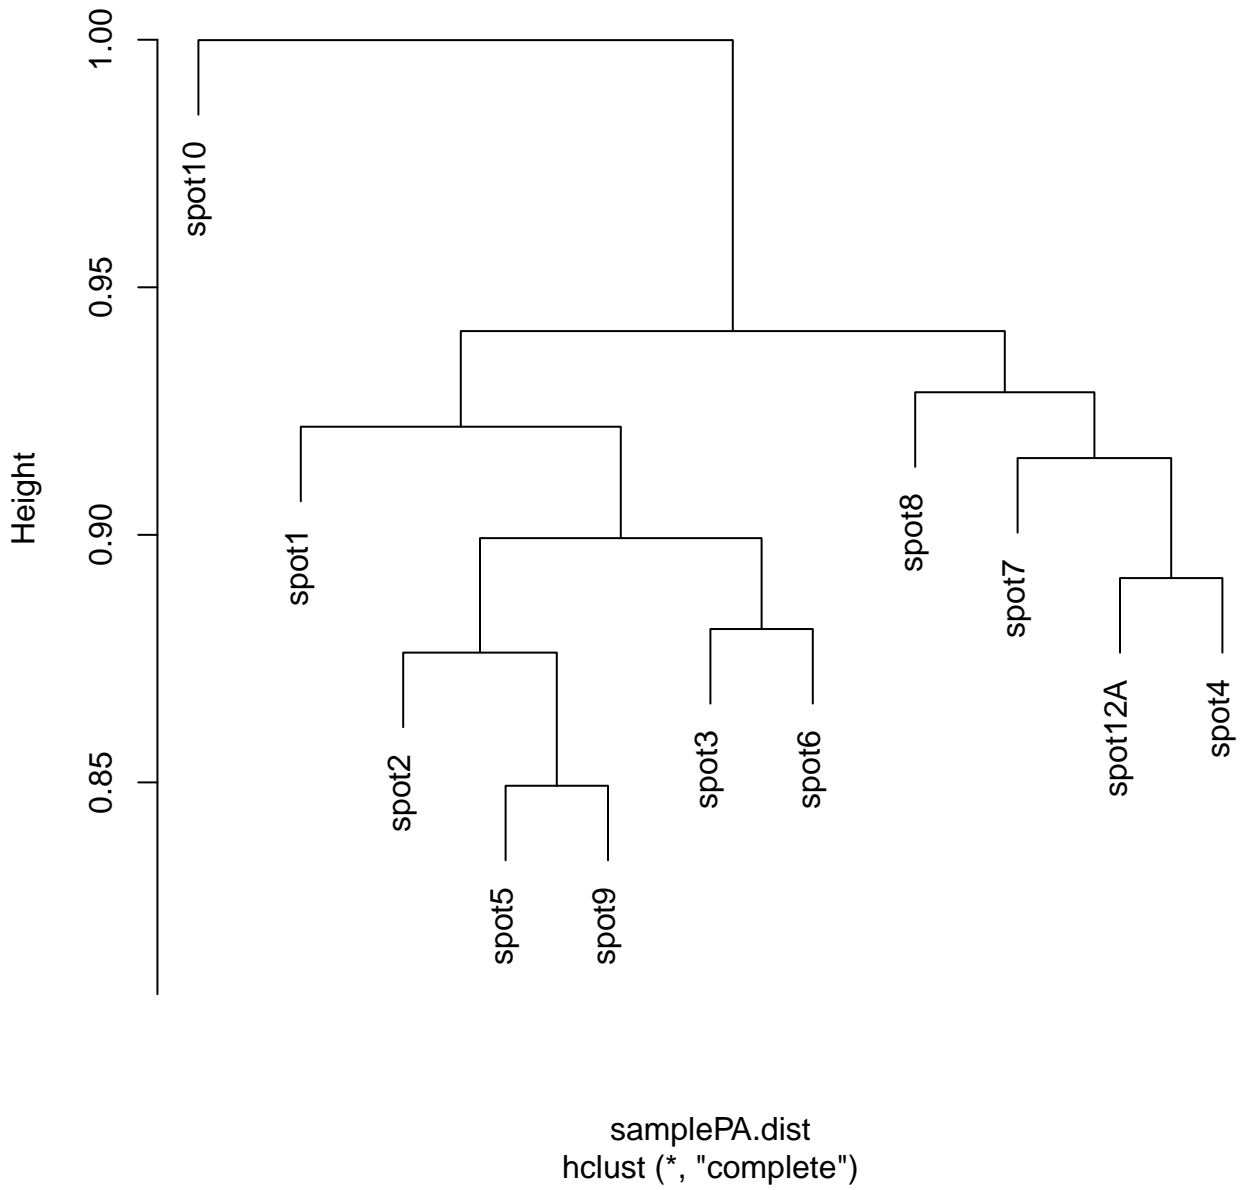 1.00
0.95
0.90
0.85
Height
spot10
spot1
spot2
spot5
spot9
spot3
spot6
spot8
spot7
spot12A
spot4
samplePA.dist
hclust (*, "complete")